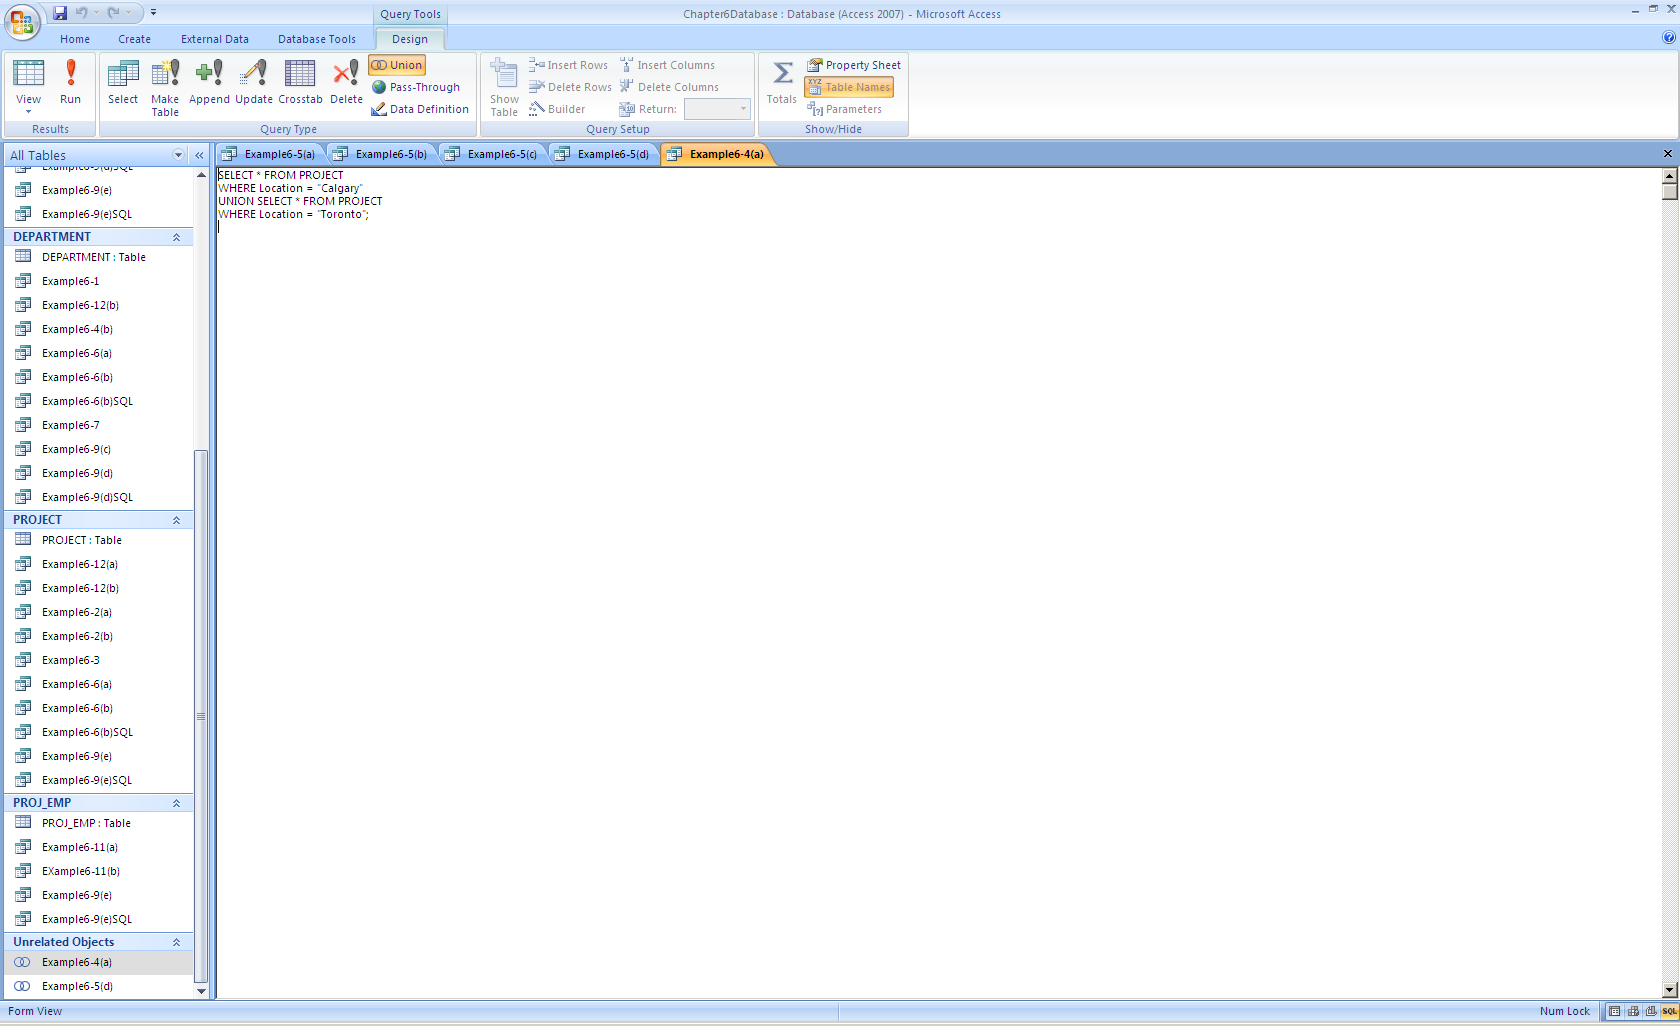 Query Tools
Chapter6Database : Database (Access 2007) - Microsoft Access
Home
Create
External Data
Database Tools
Design
View
Run
Results
Select
Make Table
Append
Update
Crosstab
Delete
Union
Pass-Through
Data Definition
Query Type
Show Table
Insert Rows
Delete Rows
Builder
Insert Columns
Delete Columns
Return:
Query Setup
Totals
Property Sheet
Table Names
Parameters
Show/Hide
All Tables
Example6-9(d)SQL
Example6-9(e)
Example6-9(e)SQL
DEPARTMENT
DEPARTMENT : Table
Example6-1
Example6-12(b)
Example6-4(b)
Example6-6(a)
Example6-6(b)
Example6-6(b)SQL
Example6-7
Example6-9(c)
Example6-9(d)
Example6-9(d)SQL
PROJECT
PROJECT : Table
Example6-12(a)
Example6-12(b)
Example6-2(a)
Example6-2(b)
Example6-3
Example6-6(a)
Example6-6(b)
Example6-6(b)SQL
Example6-9(e)
Example6-9(e)SQL
PROJ_EMP
PROJ_EMP : Table
Example6-11(a)
EXample6-11(b)
Example6-9(e)
Example6-9(e)SQL
Unrelated Objects
Example6-4(a)
Example6-5(d)
Example6-5(a)
Example6-5(b)
Example6-5(c)
Example6-5(d)
Example6-4(a)
SELECT * FROM PROJECT
WHERE Location = "Calgary"
UNION SELECT * FROM PROJECT
WHERE Location = "Toronto";
Form View
Num Lock
SQL